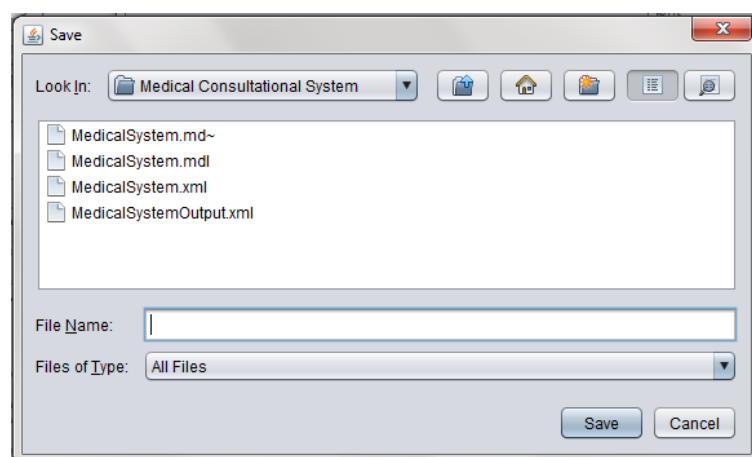 Save
Look In: Medical Consultational System
MedicalSystem.md~
MedicalSystem.mdl
MedicalSystem.xml
MedicalSystemOutput.xml
File Name:
Files of Type: All Files
Save Cancel